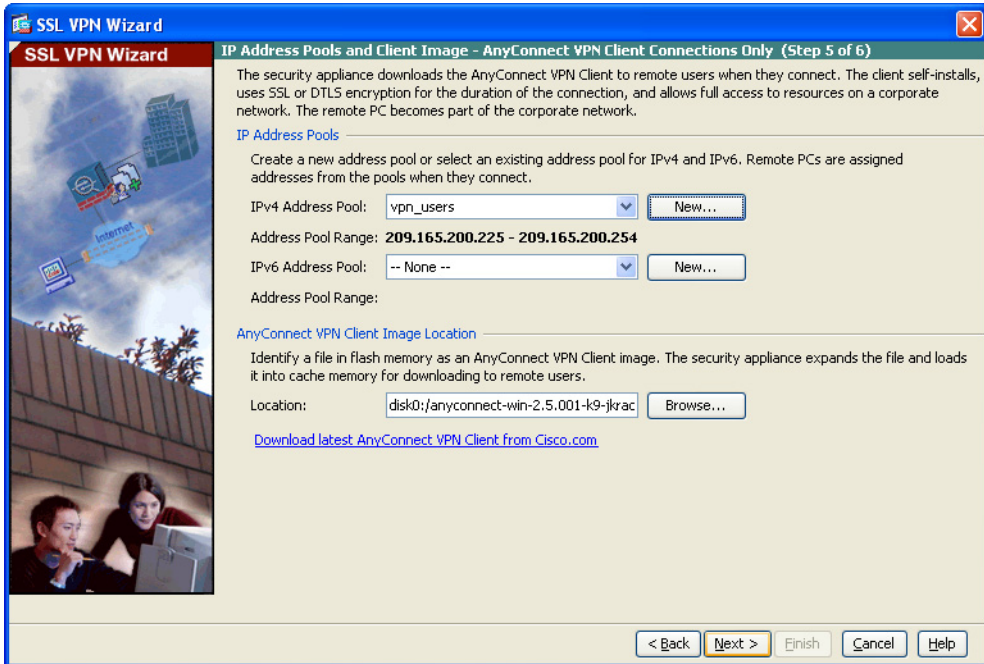 SSL VPN Wizard
SSL VPN Wizard
IP Address Pools and Client Image - AnyConnect VPN Client Connections Only (Step 5 of 6)
The security appliance downloads the AnyConnect VPN Client to remote users when they connect. The client self-installs,
uses SSL or DTLS encryption for the duration of the connection, and allows full access to resources on a corporate
network. The remote PC becomes part of the corporate network.
IP Address Pools
Create a new address pool or select an existing address pool for IPv4 and IPv6. Remote PCs are assigned
addresses from the pools when they connect.
IPv4 Address Pool: vpn_users New...
Address Pool Range: 209.165.200.225 - 209.165.200.254
IPv6 Address Pool: -- None -- New...
Address Pool Range:
AnyConnect VPN Client Image Location
Identify a file in flash memory as an AnyConnect VPN Client image. The security appliance expands the file and loads
it into cache memory for downloading to remote users.
Location: disk0:/anyconnect-win-2.5.001-k9-jkrac Browse...
Download latest AnyConnect VPN Client from Cisco.com
Internet
< Back Next > Finish Cancel Help